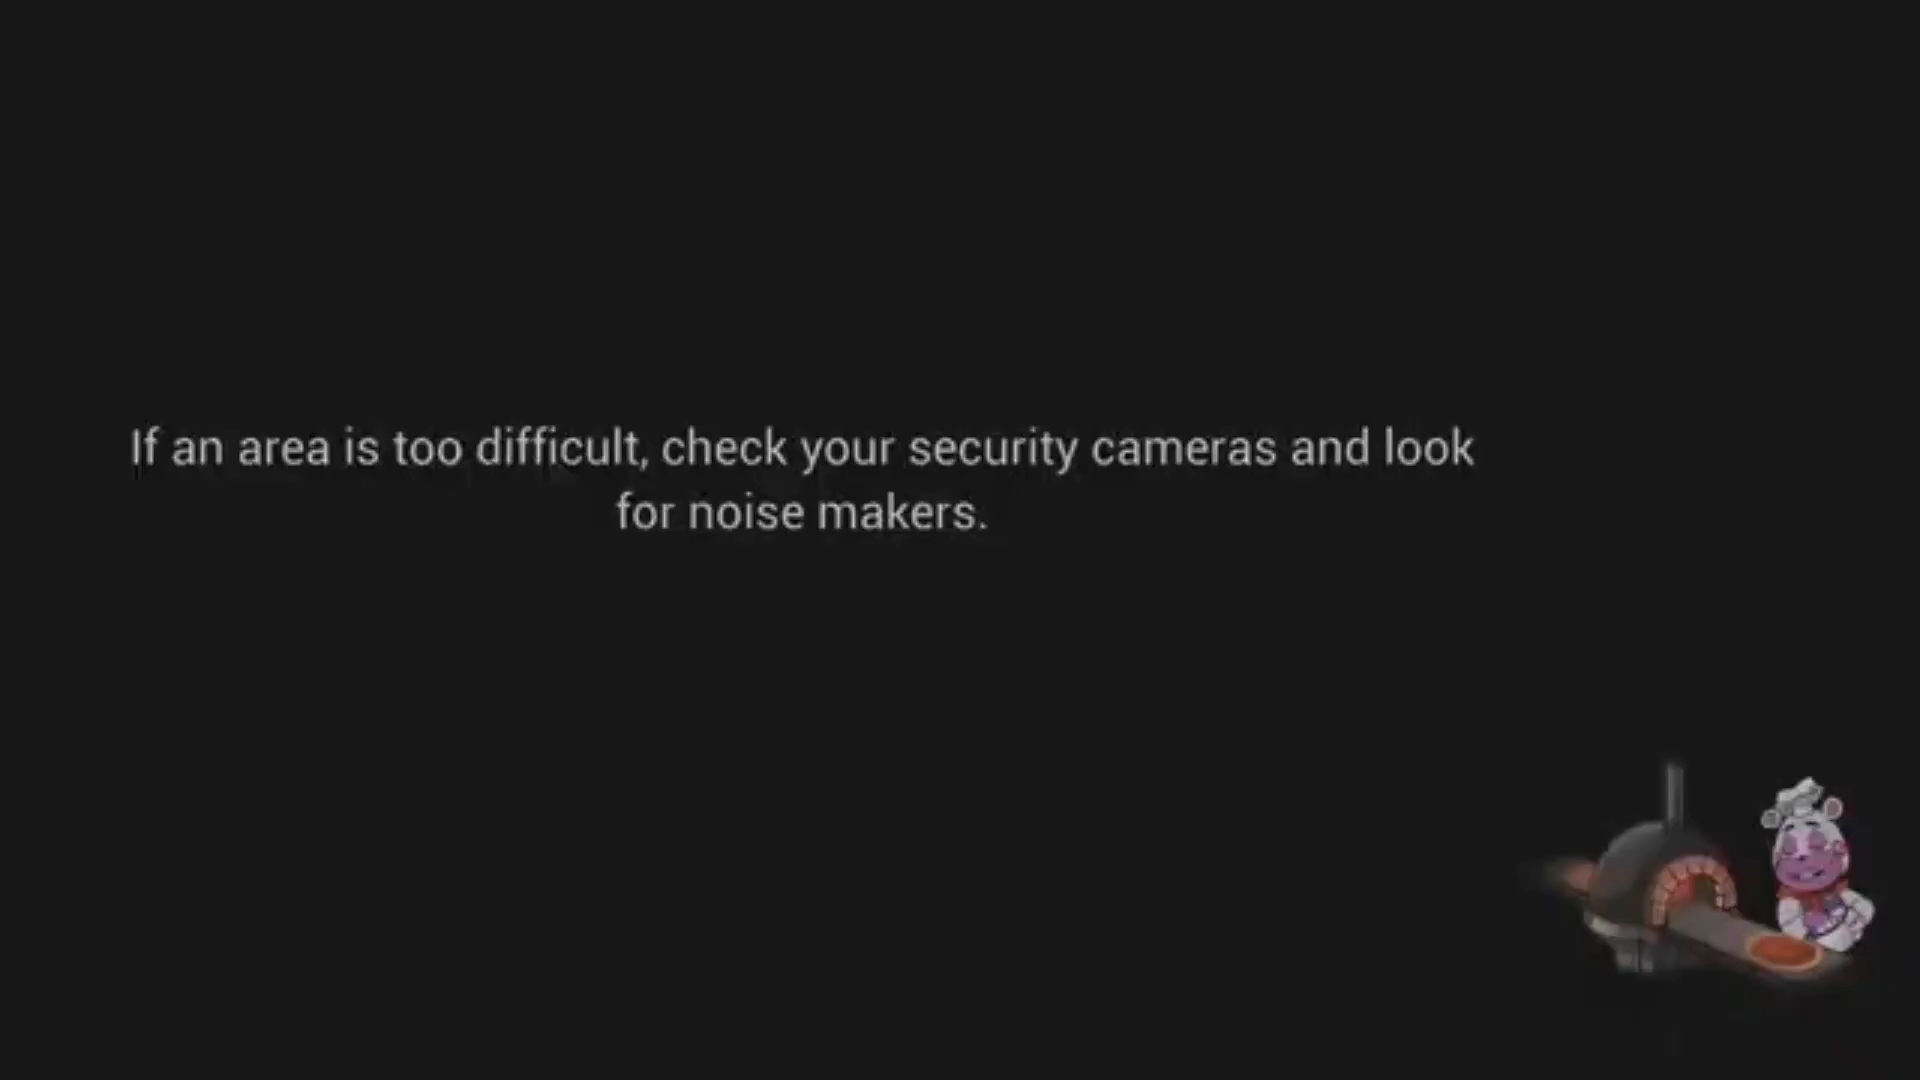 If an area is too difficult, check your security cameras and look
for noise makers.